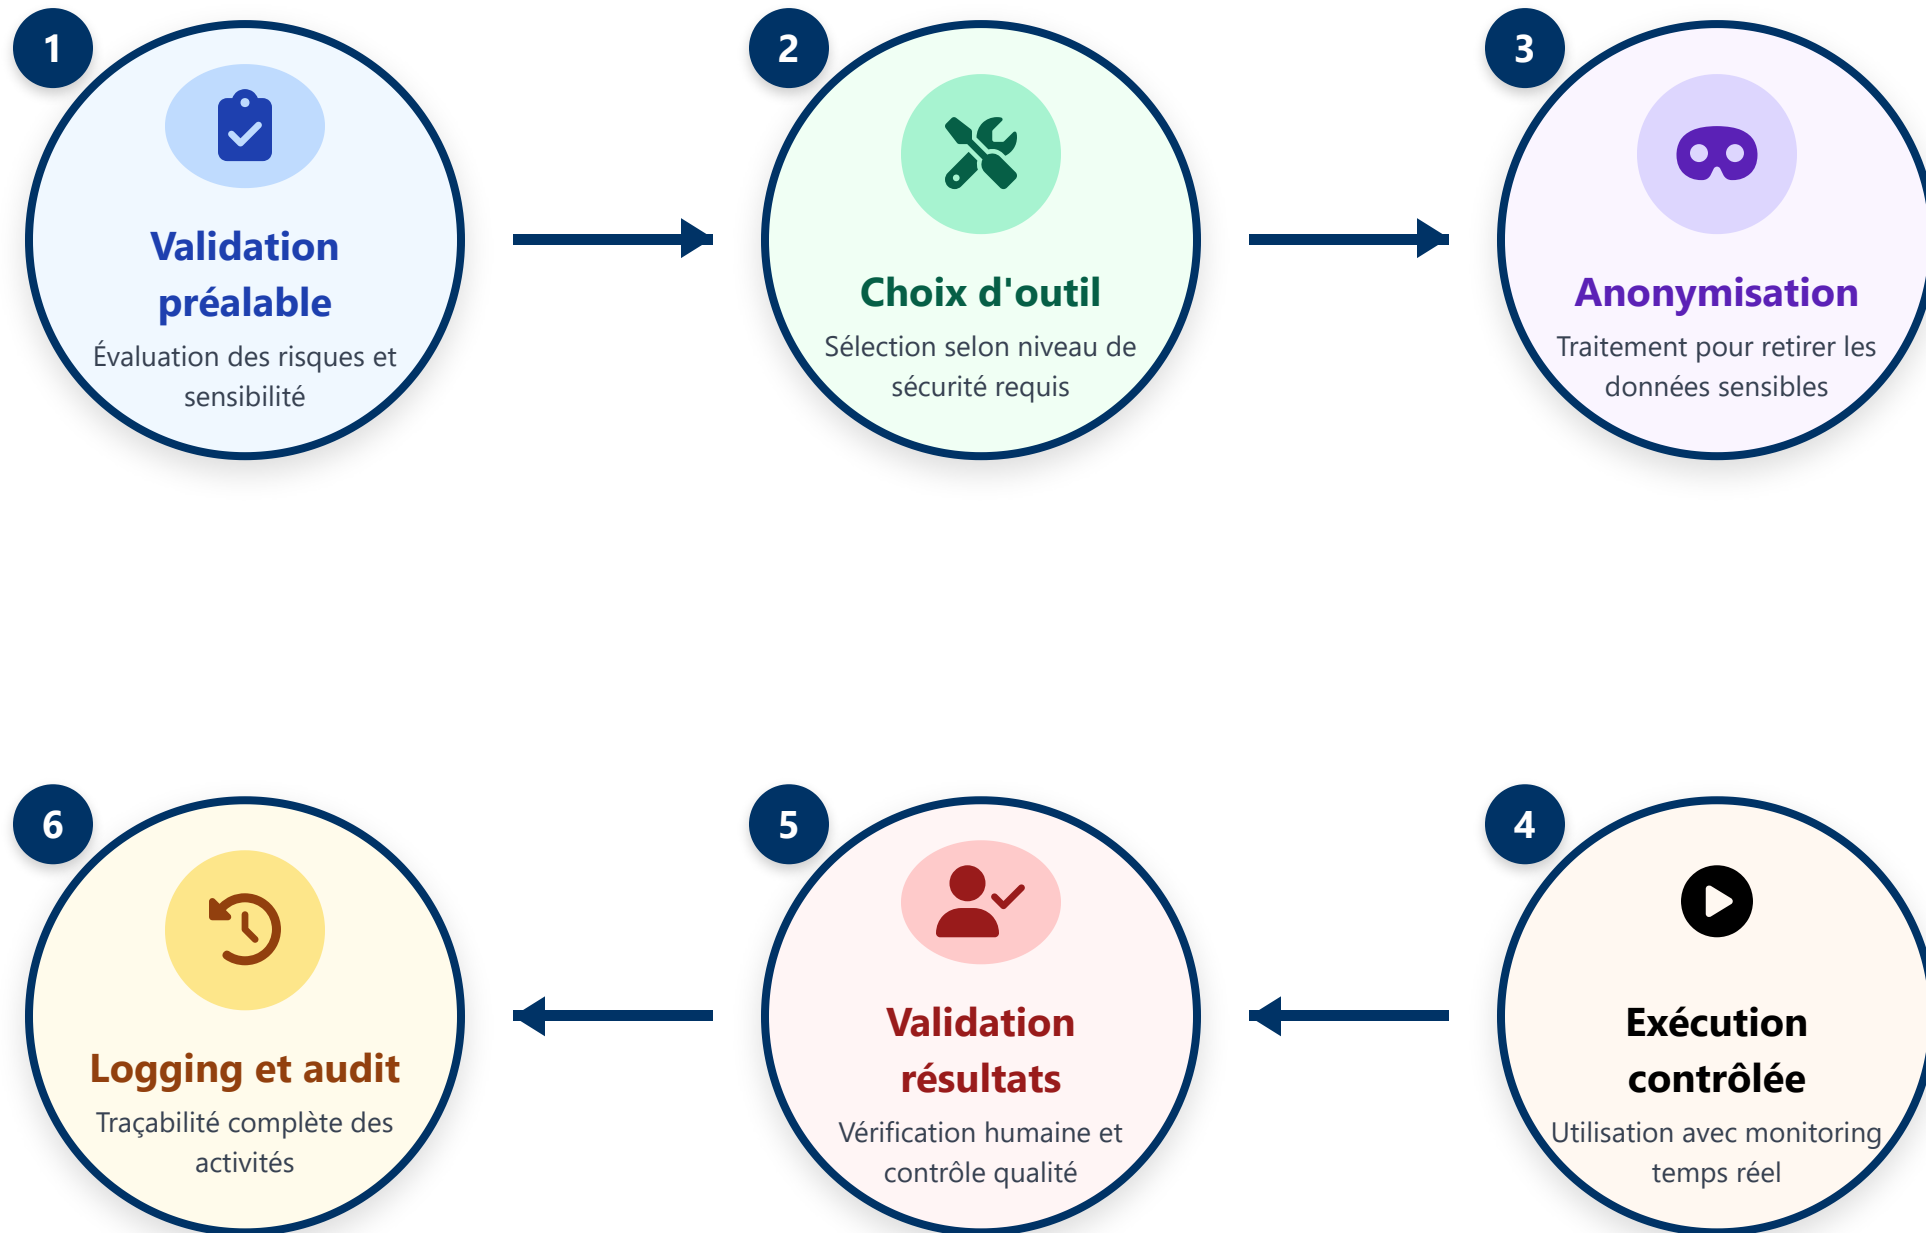 1
Validation
préalable
Évaluation des risques et
sensibilité
2
Choix d'outil
Sélection selon niveau de
sécurité requis
3
Anonymisation
Traitement pour retirer les
données sensibles
4
Exécution
contrôlée
Utilisation avec monitoring
temps réel
5
Validation
résultats
Vérification humaine et
contrôle qualité
6
Logging et audit
Traçabilité complète des
activités